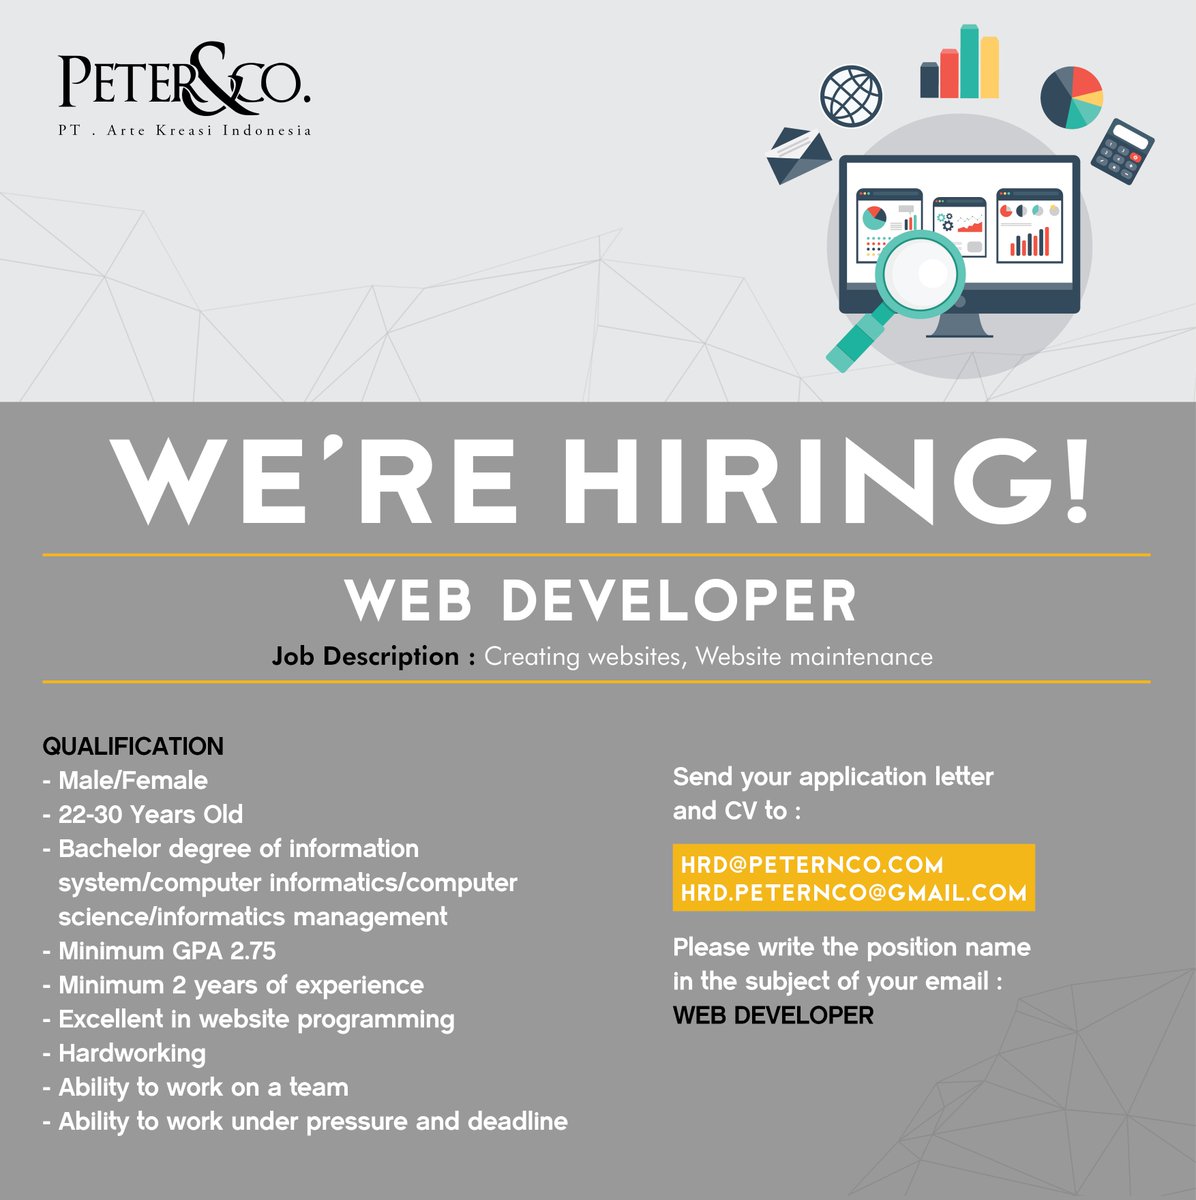 PETER&CO.
PT . Arte Kreasi Indonesia
WE'RE HIRING!
WEB DEVELOPER
Job Description : Creating websites, Website maintenance
QUALIFICATION
- Male/Female
- 22-30 Years Old
- Bachelor degree of information
system/computer informatics/computer
science/informatics management
- Minimum GPA 2.75
- Minimum 2 years of experience
- Excellent in website programming
- Hardworking
- Ability to work on a team
- Ability to work under pressure and deadline
Send your application letter
and CV to :
HRD@PETERNCO.COM
HRD.PETERNCO@GMAIL.COM
Please write the position name
in the subject of your email :
WEB DEVELOPER